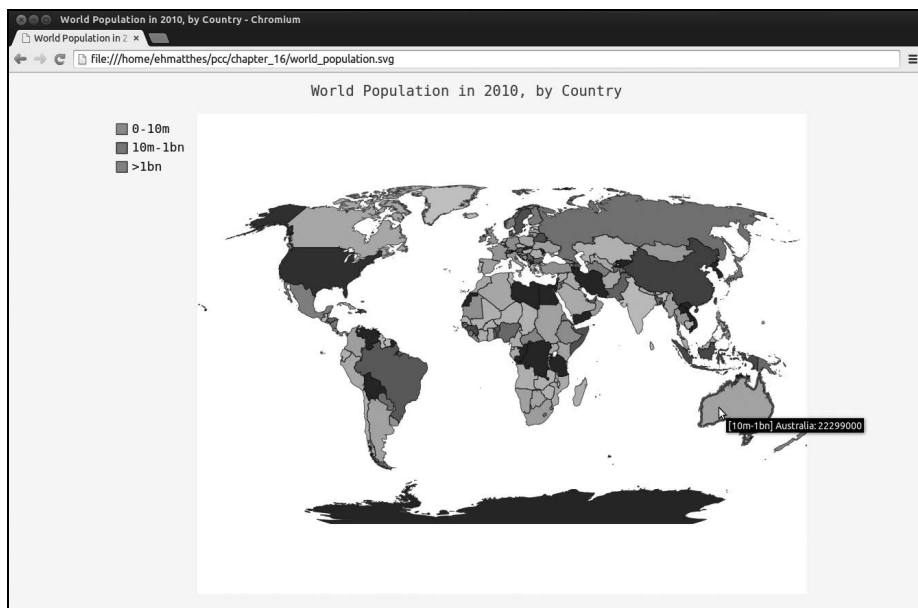 World Population in 2010, by Country - Chromium
World Population in 2
file:///home/ehmatthes/pcc/chapter_16/world_population.svg
World Population in 2010, by Country
0-10m
10m-1bn
>1bn
[10m-1bn] Australia: 22299000